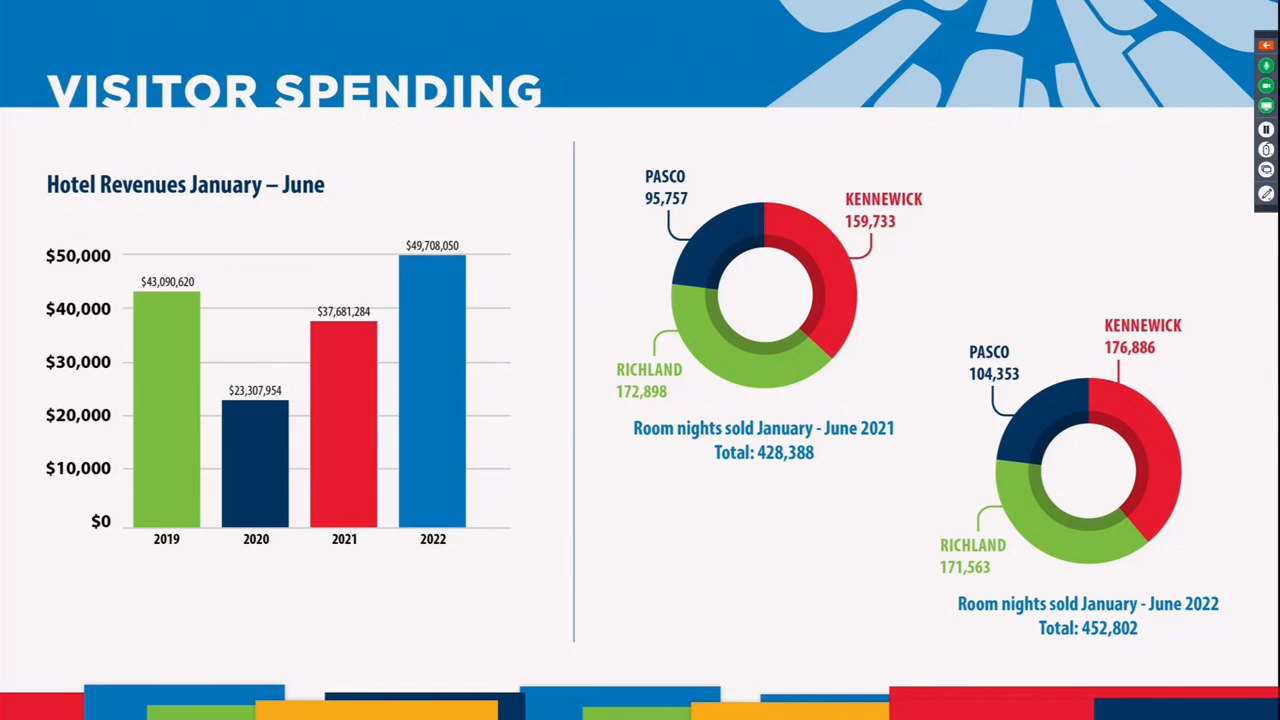 VISITOR SPENDING
Hotel Revenues January – June
$50,000
$40,000
$30,000
$20,000
$10,000
$0
$43,090,620
$23,307,954
$37,681,284
$49,708,050
2019
2020
2021
2022
PASCO
95,757
KENNEWICK
159,733
RICHLAND
172,898
Room nights sold January - June 2021
Total: 428,388
PASCO
104,353
KENNEWICK
176,886
RICHLAND
171,563
Room nights sold January - June 2022
Total: 452,802